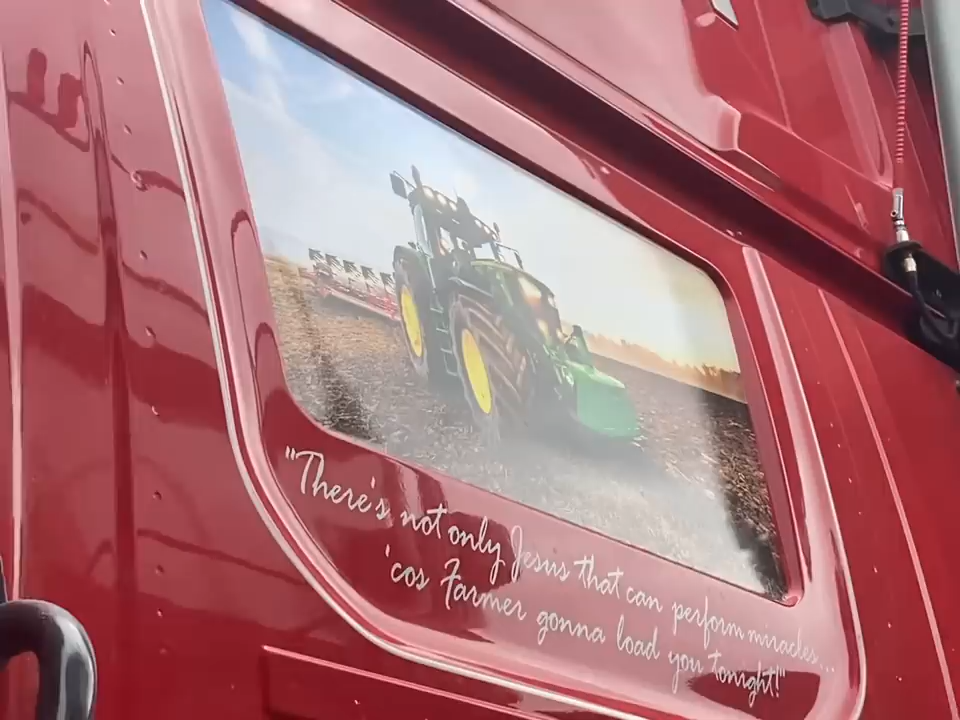 "There's not only Jesus that can perform miracles...
'cos Farmer gonna load you tonight!"